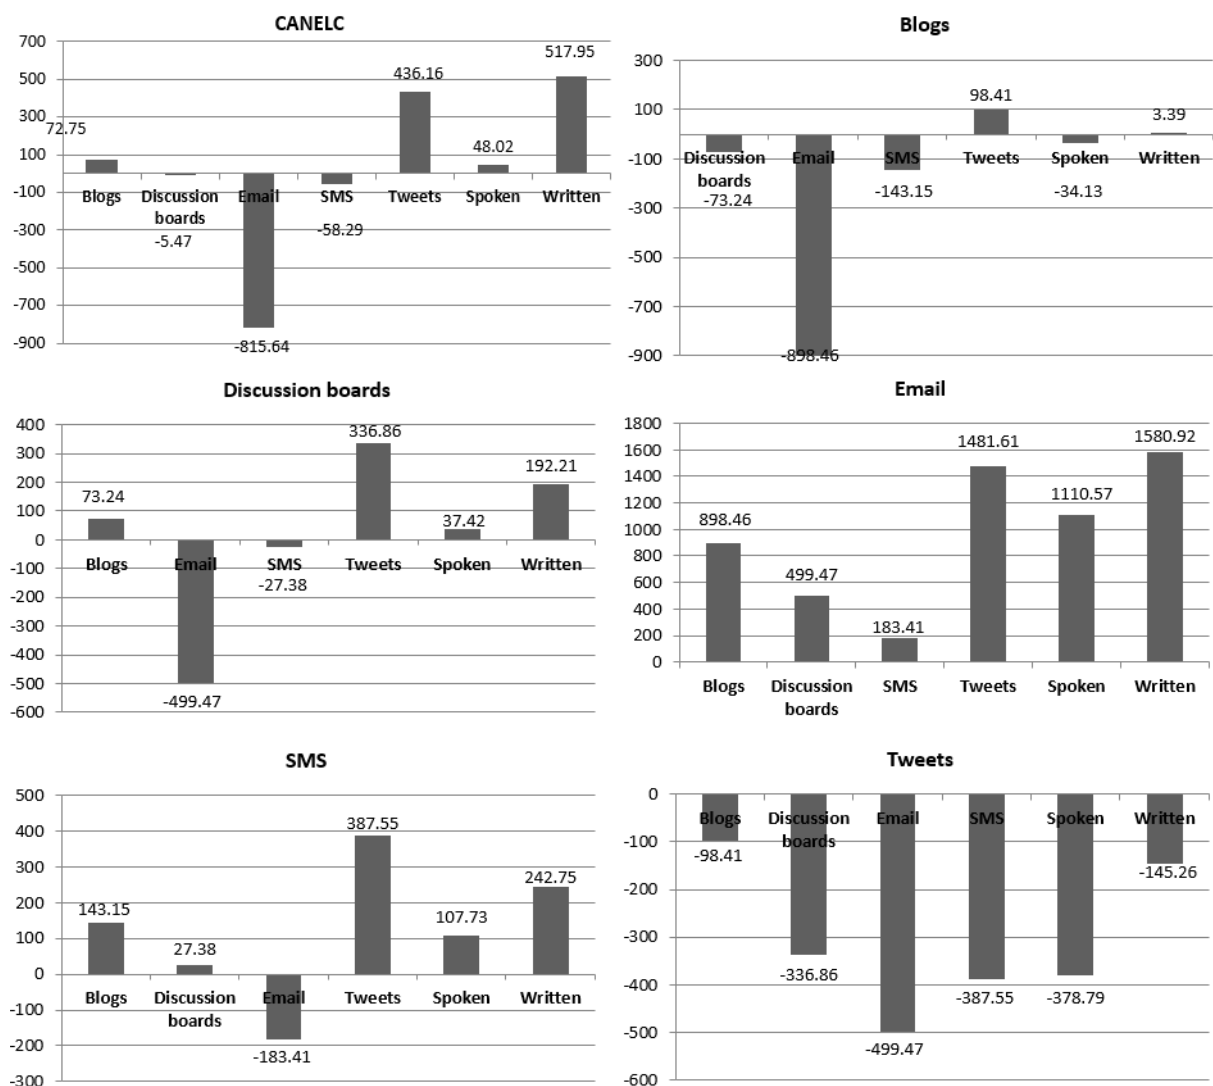 CANELC
700
500
300
100
-100
-300
-500
-700
-900
72.75
-5.47
-815.64
-58.29
436.16
48.02
517.95
Blogs
Discussion
boards
Email
SMS
Tweets
Spoken
Written
Blogs
300
100
-100
-300
-500
-700
-900
-73.24
-898.46
-143.15
98.41
-34.13
3.39
Discussion
boards
Email
SMS
Tweets
Spoken
Written
Discussion boards
400
300
200
100
0
-100
-200
-300
-400
-500
-600
73.24
-499.47
-27.38
336.86
37.42
192.21
Blogs
Email
SMS
Tweets
Spoken
Written
Email
1800
1600
1400
1200
1000
800
600
400
200
0
898.46
499.47
183.41
1481.61
1110.57
1580.92
Blogs
Discussion
boards
SMS
Tweets
Spoken
Written
SMS
500
400
300
200
100
0
-100
-200
-300
143.15
27.38
-183.41
387.55
107.73
242.75
Blogs
Discussion
boards
Email
Tweets
Spoken
Written
Tweets
0
-100
-200
-300
-400
-500
-600
Blogs
Discussion
boards
Email
SMS
Spoken
Written
-98.41
-336.86
-499.47
-387.55
-378.79
-145.26